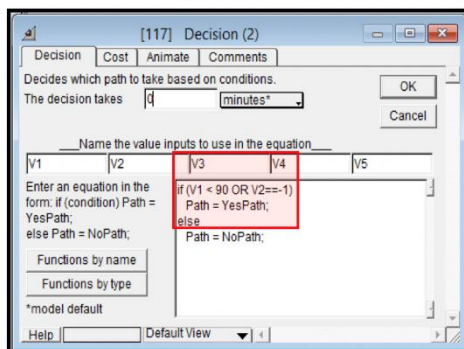 [117] Decision (2)
Decision Cost Animate Comments
Decides which path to take based on conditions.
The decision takes 0 minutes*
OK
Cancel
Name the value inputs to use in the equation
V1 V2 V3 V4 V5
Enter an equation in the
form: if (condition) Path =
YesPath;
else Path = NoPath;
if (V1 < 90 OR V2==-1)
Path = YesPath;
else
Path = NoPath;
Functions by name
Functions by type
*model default
Help Default View